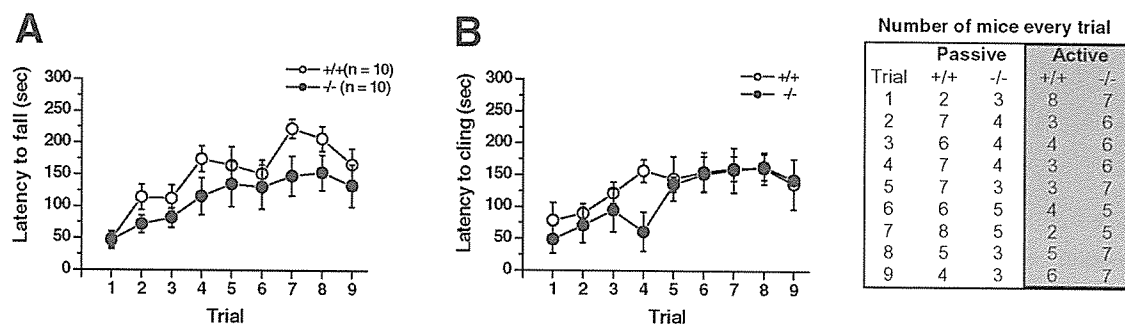 A
Latency to fall (sec)
300
250
200
150
100
50
0
+/+(n = 10)
-/- (n = 10)
1 2 3 4 5 6 7 8 9
Trial
B
Latency to cling (sec)
300
250
200
150
100
50
0
+/+
-/-
1 2 3 4 5 6 7 8 9
Trial
Number of mice every trial
Passive Active
Trial +/+ -/- +/+ -/-
1 2 3 8 7
2 7 4 3 6
3 6 4 4 6
4 7 4 3 6
5 7 3 3 7
6 6 5 4 5
7 8 5 2 5
8 5 3 5 7
9 4 3 6 7